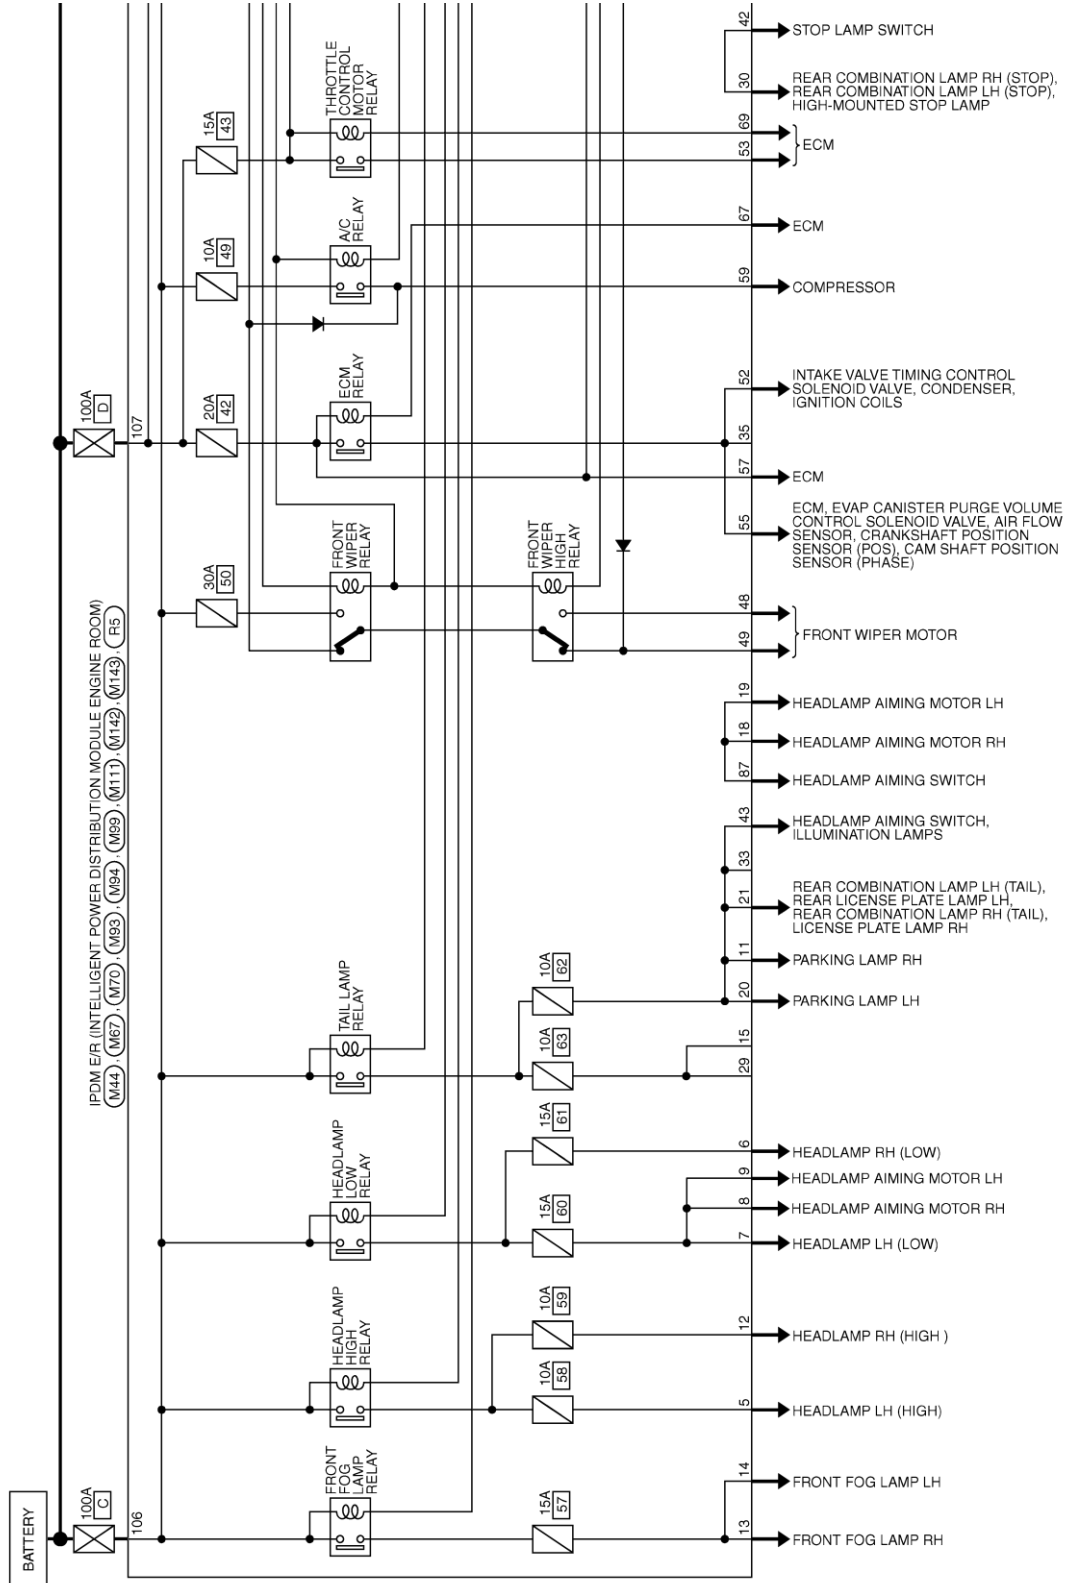 42
STOP LAMP SWITCH
30
REAR COMBINATION LAMP RH (STOP),
REAR COMBINATION LAMP LH (STOP),
HIGH-MOUNTED STOP LAMP
THROTTLE
CONTROL
MOTOR
RELAY
15A
43
69
53
ECM
67
ECM
A/C
RELAY
10A
49
59
COMPRESSOR
100A
D
107
20A
42
ECM
RELAY
52
INTAKE VALVE TIMING CONTROL
SOLENOID VALVE, CONDENSER,
IGNITION COILS
35
57
ECM
55
ECM, EVAP CANISTER PURGE VOLUME
CONTROL SOLENOID VALVE, AIR FLOW
SENSOR, CRANKSHAFT POSITION
SENSOR (POS), CAM SHAFT POSITION
SENSOR (PHASE)
30A
50
FRONT
WIPER
RELAY
FRONT
WIPER
HIGH
RELAY
48
49
FRONT WIPER MOTOR
IPDM E/R (INTELLIGENT POWER DISTRIBUTION MODULE ENGINE ROOM)
M44 , M67 , M70 , M93 , M94 , M99 , M111 , M142 , M143 , R5
19
HEADLAMP AIMING MOTOR LH
18
HEADLAMP AIMING MOTOR RH
87
HEADLAMP AIMING SWITCH
43
HEADLAMP AIMING SWITCH,
ILLUMINATION LAMPS
33
21
REAR COMBINATION LAMP LH (TAIL),
REAR LICENSE PLATE LAMP LH,
REAR COMBINATION LAMP RH (TAIL),
LICENSE PLATE LAMP RH
11
PARKING LAMP RH
20
PARKING LAMP LH
TAIL LAMP
RELAY
10A
62
10A
63
15
29
HEADLAMP
LOW
RELAY
15A
61
6
HEADLAMP RH (LOW)
9
HEADLAMP AIMING MOTOR LH
8
HEADLAMP AIMING MOTOR RH
15A
60
7
HEADLAMP LH (LOW)
HEADLAMP
HIGH
RELAY
10A
59
12
HEADLAMP RH (HIGH )
10A
58
5
HEADLAMP LH (HIGH)
FRONT
FOG
LAMP
RELAY
14
FRONT FOG LAMP LH
15A
57
13
FRONT FOG LAMP RH
BATTERY
100A
C
106